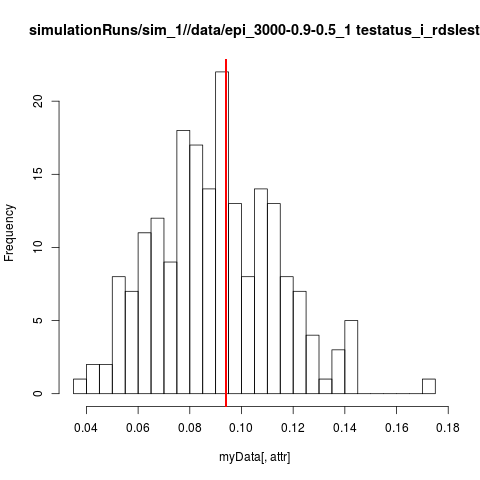 simulationRuns/sim_1//data/epi_3000-0.9-0.5_1 testatus_i_rdslest
20
15
10
5
0
Frequency
0.04 0.06 0.08 0.10 0.12 0.14 0.16 0.18
myData[, attr]